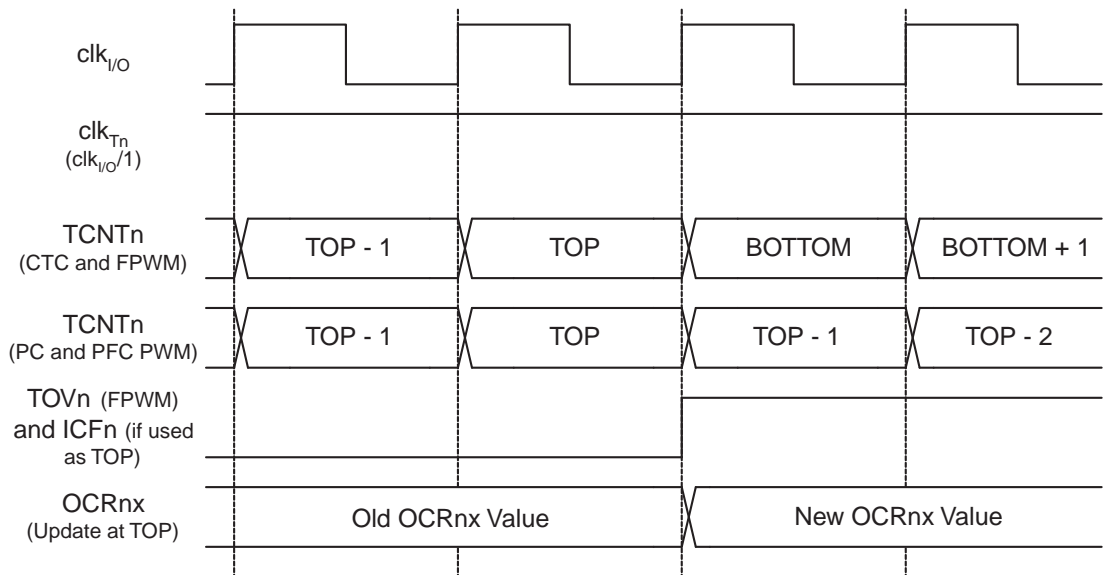 clkI/O
clkTn
(clkI/O/1)
TCNTn
(CTC and FPWM)
TOP - 1
TOP
BOTTOM
BOTTOM + 1
TCNTn
(PC and PFC PWM)
TOP - 1
TOP
TOP - 1
TOP - 2
TOVn (FPWM)
and ICFn (if used
as TOP)
OCRnx
(Update at TOP)
Old OCRnx Value
New OCRnx Value